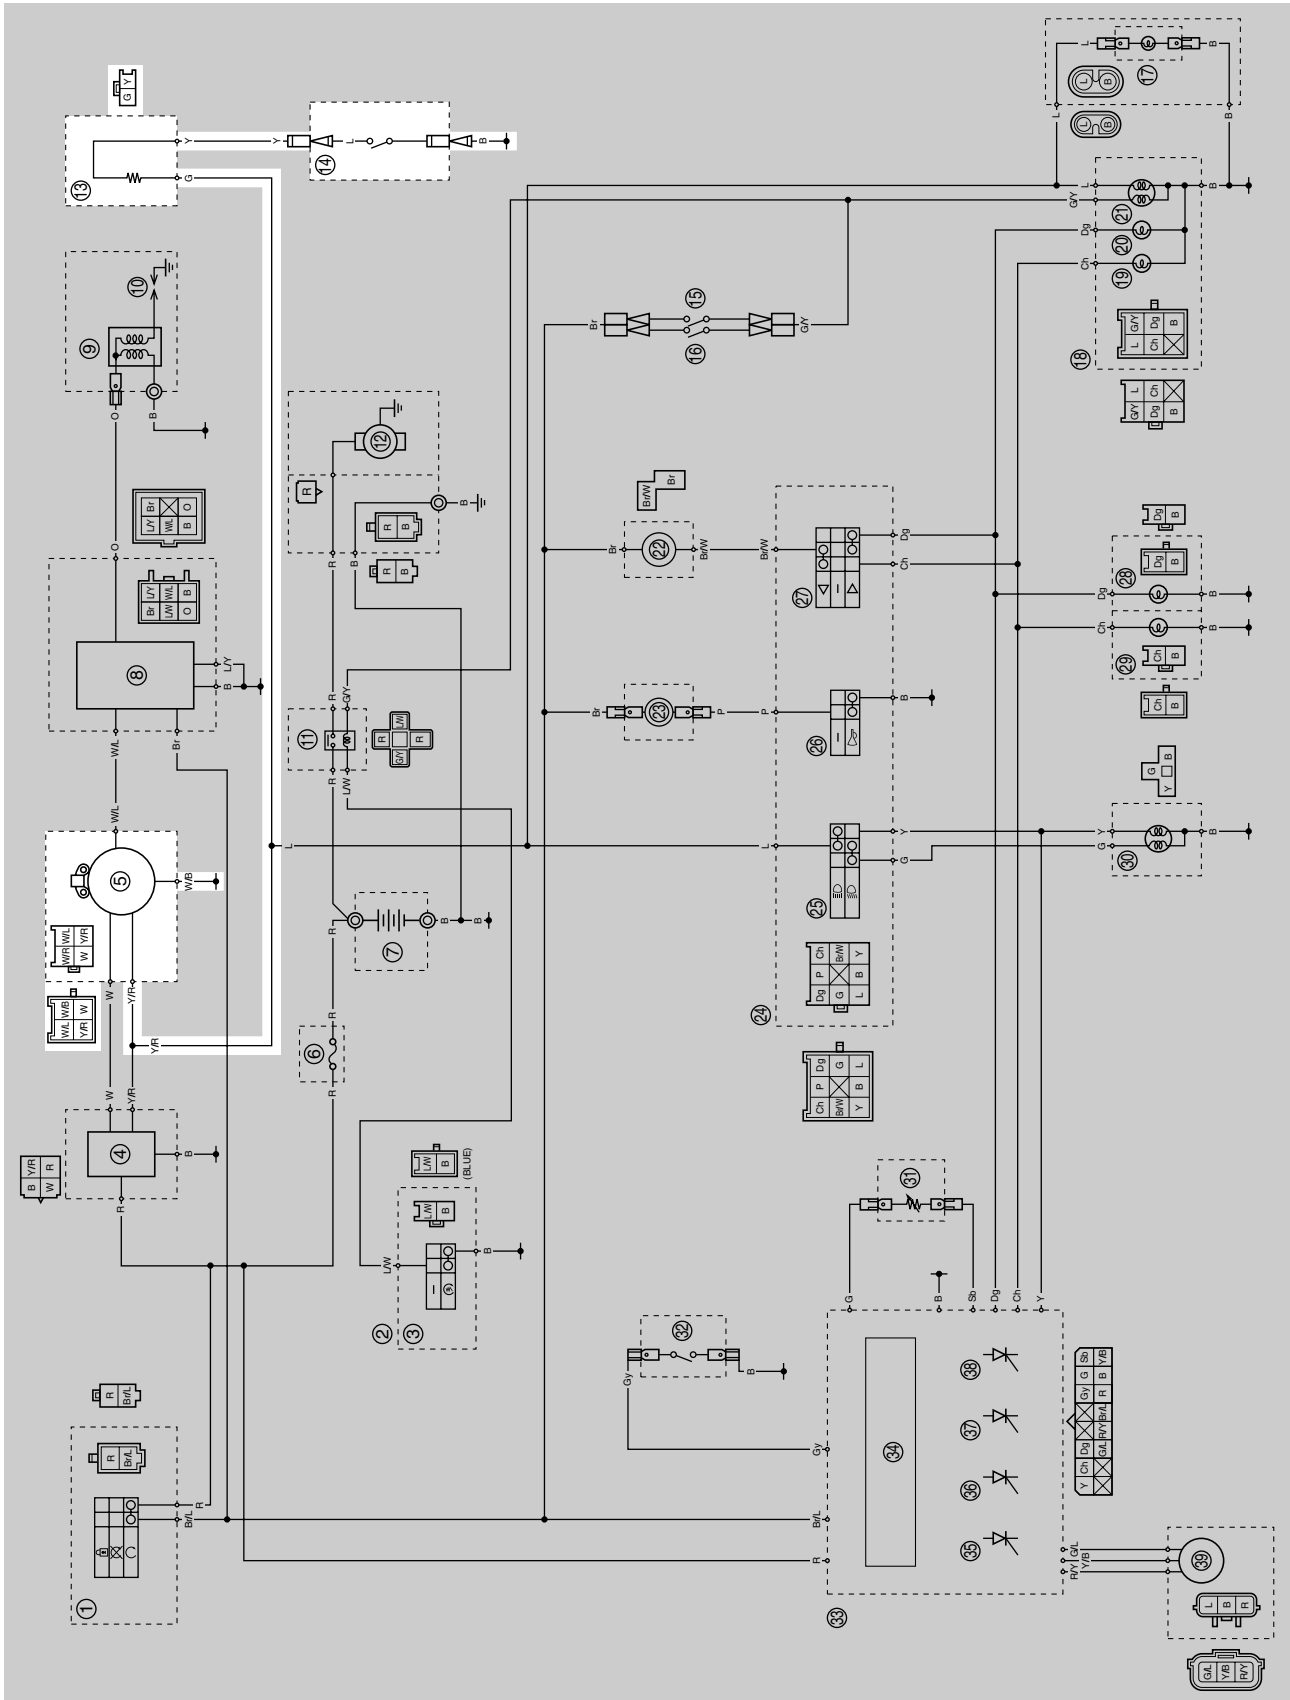 G Y
Y
Y
L
B
G
⑬
⑭
⑩
⑨
O
B
L
B
⑰
L B
L B
L
B
L
G/Y
B
㉑
Dg
⑳
Ch
⑲
L G/Y
Ch Dg
B
⑱
G/Y L
Dg Ch
B
Br
⑮
⑯
G/Y
⑫
R
B
R B
R B
R
B
L/Y Br
W/L
B O
O
Br L/Y
L/W W/L
O B
⑧
L/Y
B
W/L
Br
W/L
Br/W Br
Br
㉒
Br/W
Br/W
㉗
Dg
Ch
Dg B
Dg B
㉘
Dg
B
Ch
B
㉙
Ch B
Ch B
R
G/Y
⑪
R
L/W
L/W
R R
G/Y
Br
㉓
P
P
㉖
B
G B
Y
⑤
W/B
W/R W/L
W Y/R
W/L W/B
Y/R W
W
Y/R
Y/R
L
L
㉕
Y
G
Y
G
B
㉚
R
⑦
B
B
R
⑥
R
Dg P Ch
G Br/W
L B Y
㉔
Ch P Dg
Br/W G
Y B L
W
Y/R
④
B
B Y/R
W R
R
L/W B
(BLUE)
L/W B
L/W
B
②
③
㉛
G
B
Sb
Dg
Ch
Y
㉜
Gy
B
Gy
R
Br/L
R
Br/L
R
Br/L
①
Br/L
R
㉝
㉞
㉟
㊱
㊲
㊳
Y Ch Dg Gy G Sb
G/L R/Y Br/L R B Y/B
G/L
Y/B
R/Y
㊴
L B R
G/L Y/B R/Y